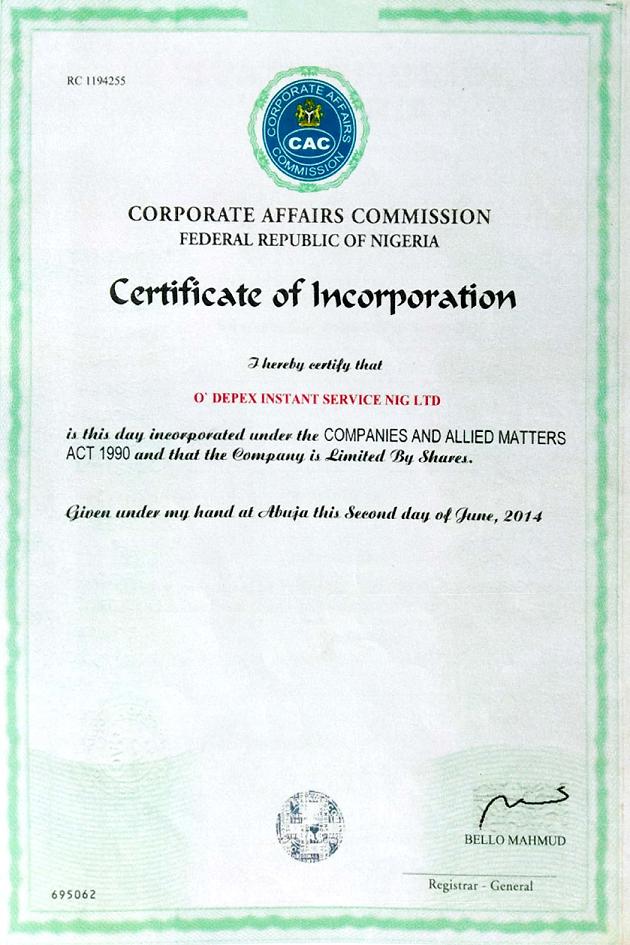 RC 1194255
CORPORATE AFFAIRS
CAC
COMMISSION
CORPORATE AFFAIRS COMMISSION
FEDERAL REPUBLIC OF NIGERIA
Certificate of Incorporation
I hereby certify that
O` DEPEX INSTANT SERVICE NIG LTD
is this day incorporated under the COMPANIES AND ALLIED MATTERS
ACT 1990 and that the Company is Limited By Shares.
Given under my hand at Abuja this Second day of June, 2014
BELLO MAHMUD
Registrar - General
695062